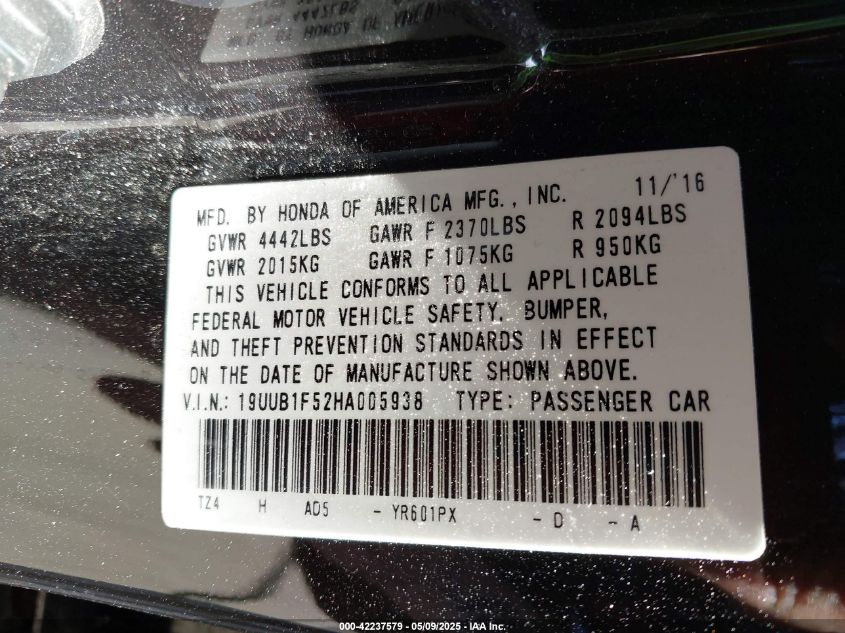 MFD. BY HONDA OF AMERICA MFG., INC. 11/'16
GVWR 4442LBS GAWR F 2370LBS R 2094LBS
GVWR 2015KG GAWR F 1075KG R 950KG
THIS VEHICLE CONFORMS TO ALL APPLICABLE
FEDERAL MOTOR VEHICLE SAFETY, BUMPER,
AND THEFT PREVENTION STANDARDS IN EFFECT
ON THE DATE OF MANUFACTURE SHOWN ABOVE.
V.I.N.: 19UUB1F52HA005938 TYPE: PASSENGER CAR
TZ4 H AD5 - YR601PX - D - A
000-42237579 - 05/09/2025 - IAA Inc.